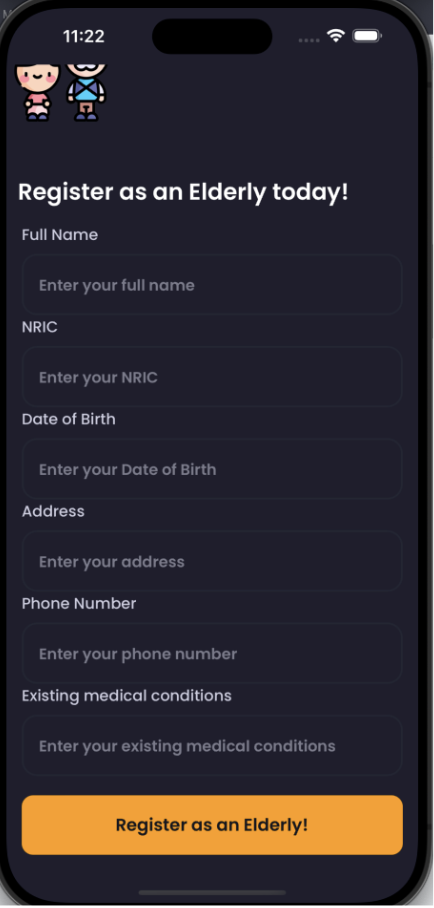 11:22
Register as an Elderly today!
Full Name
Enter your full name
NRIC
Enter your NRIC
Date of Birth
Enter your Date of Birth
Address
Enter your address
Phone Number
Enter your phone number
Existing medical conditions
Enter your existing medical conditions
Register as an Elderly!